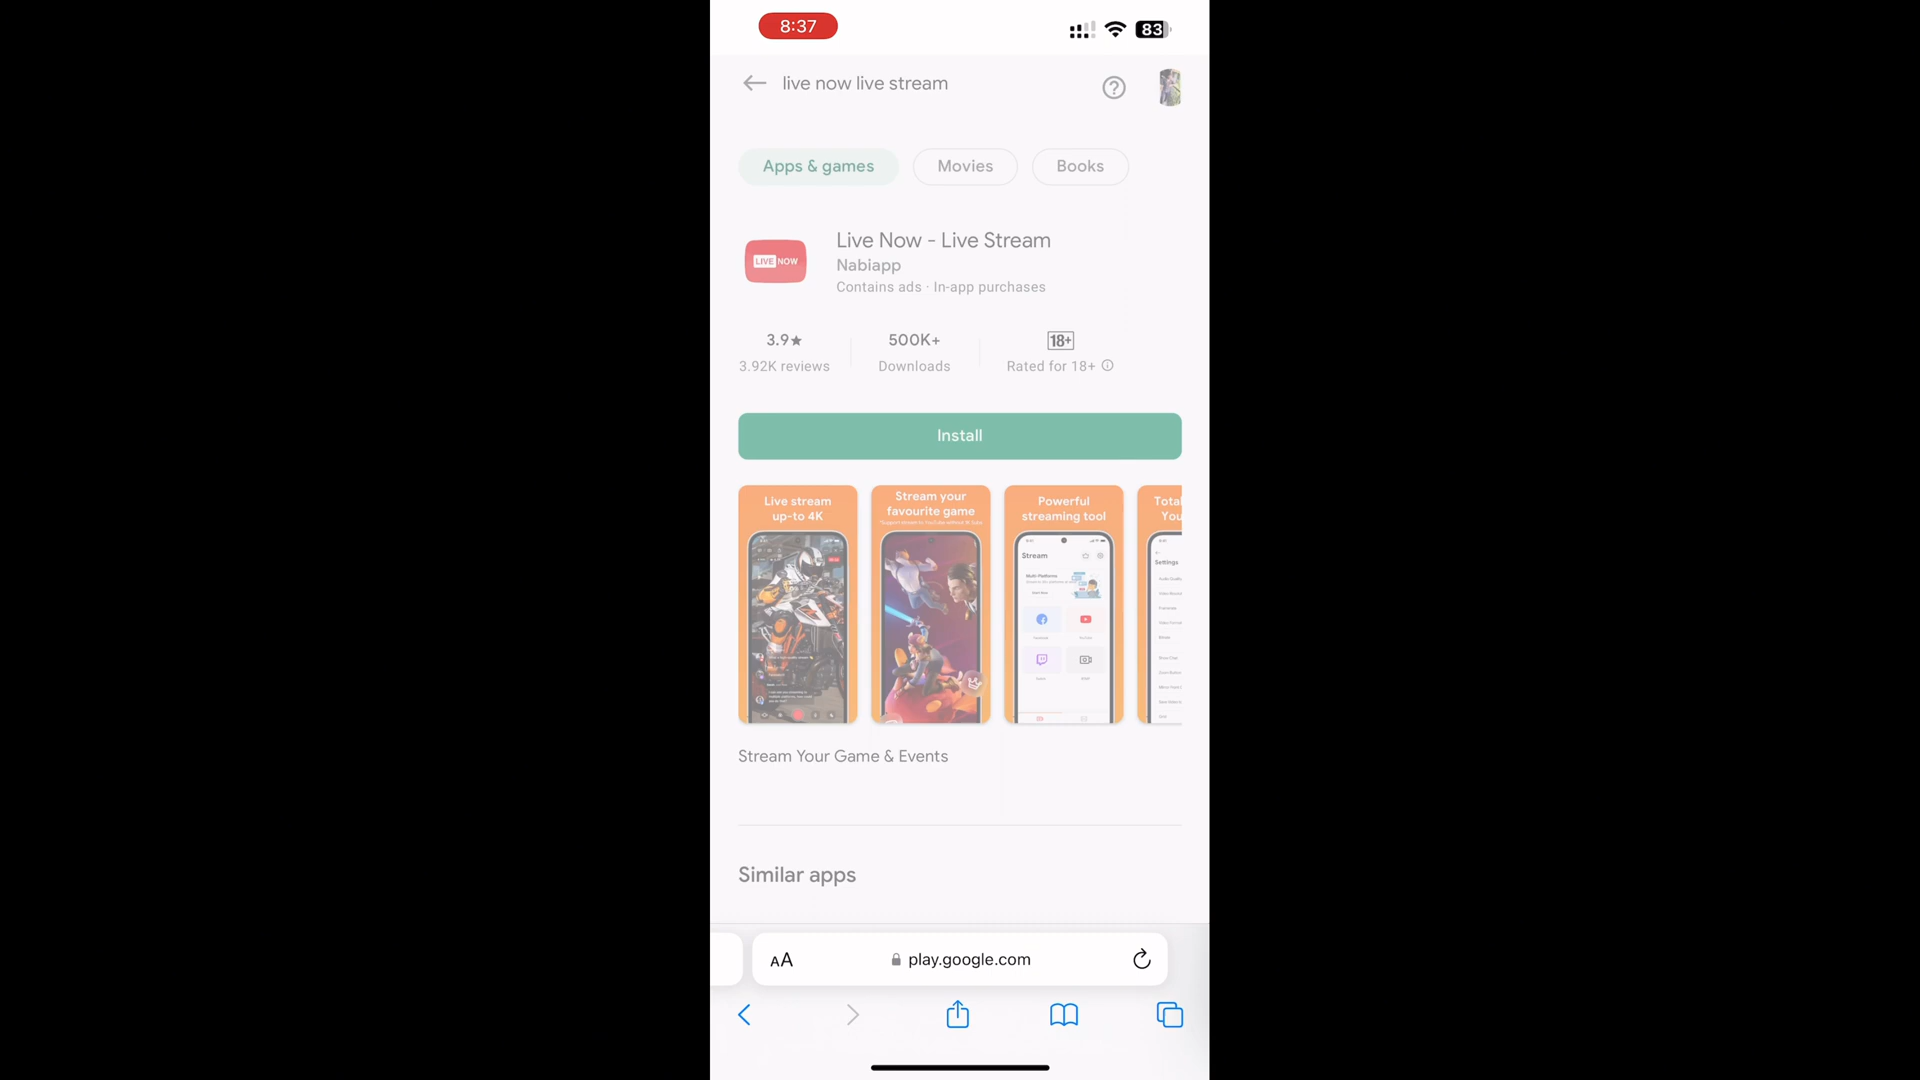 8:37
83
live now live stream
Apps & games
Movies
Books
LIVE NOW
Live Now - Live Stream
Nabiapp
Contains ads · In-app purchases
3.9★
3.92K reviews
500K+
Downloads
18+
Rated for 18+
Install
Live stream
up-to 4K
Stream your
favourite game
Powerful
streaming tool
Stream
Multi-Platforms
Total
You
Settings
Stream Your Game & Events
Similar apps
AA
play.google.com